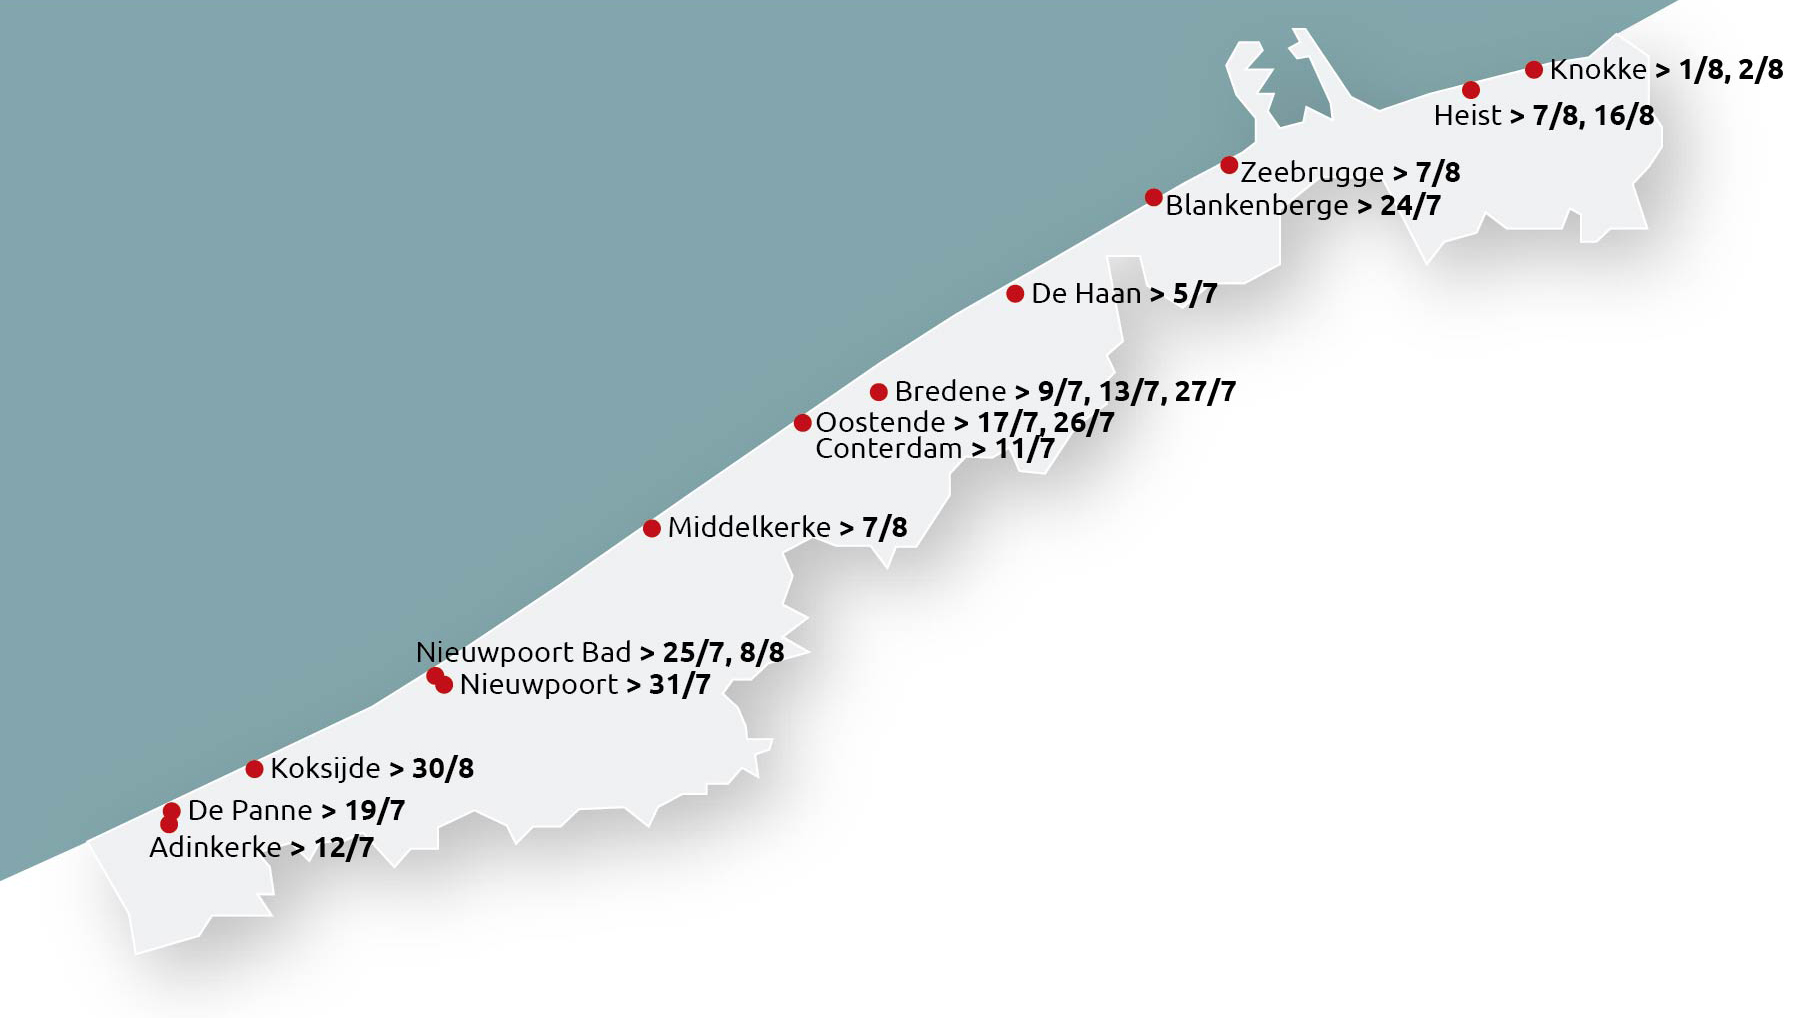 Knokke > 1/8, 2/8
Heist > 7/8, 16/8
Zeebrugge > 7/8
Blankenberge > 24/7
De Haan > 5/7
Bredene > 9/7, 13/7, 27/7
Oostende > 17/7, 26/7
Conterdam > 11/7
Middelkerke > 7/8
Nieuwpoort Bad > 25/7, 8/8
Nieuwpoort > 31/7
Koksijde > 30/8
De Panne > 19/7
Adinkerke > 12/7